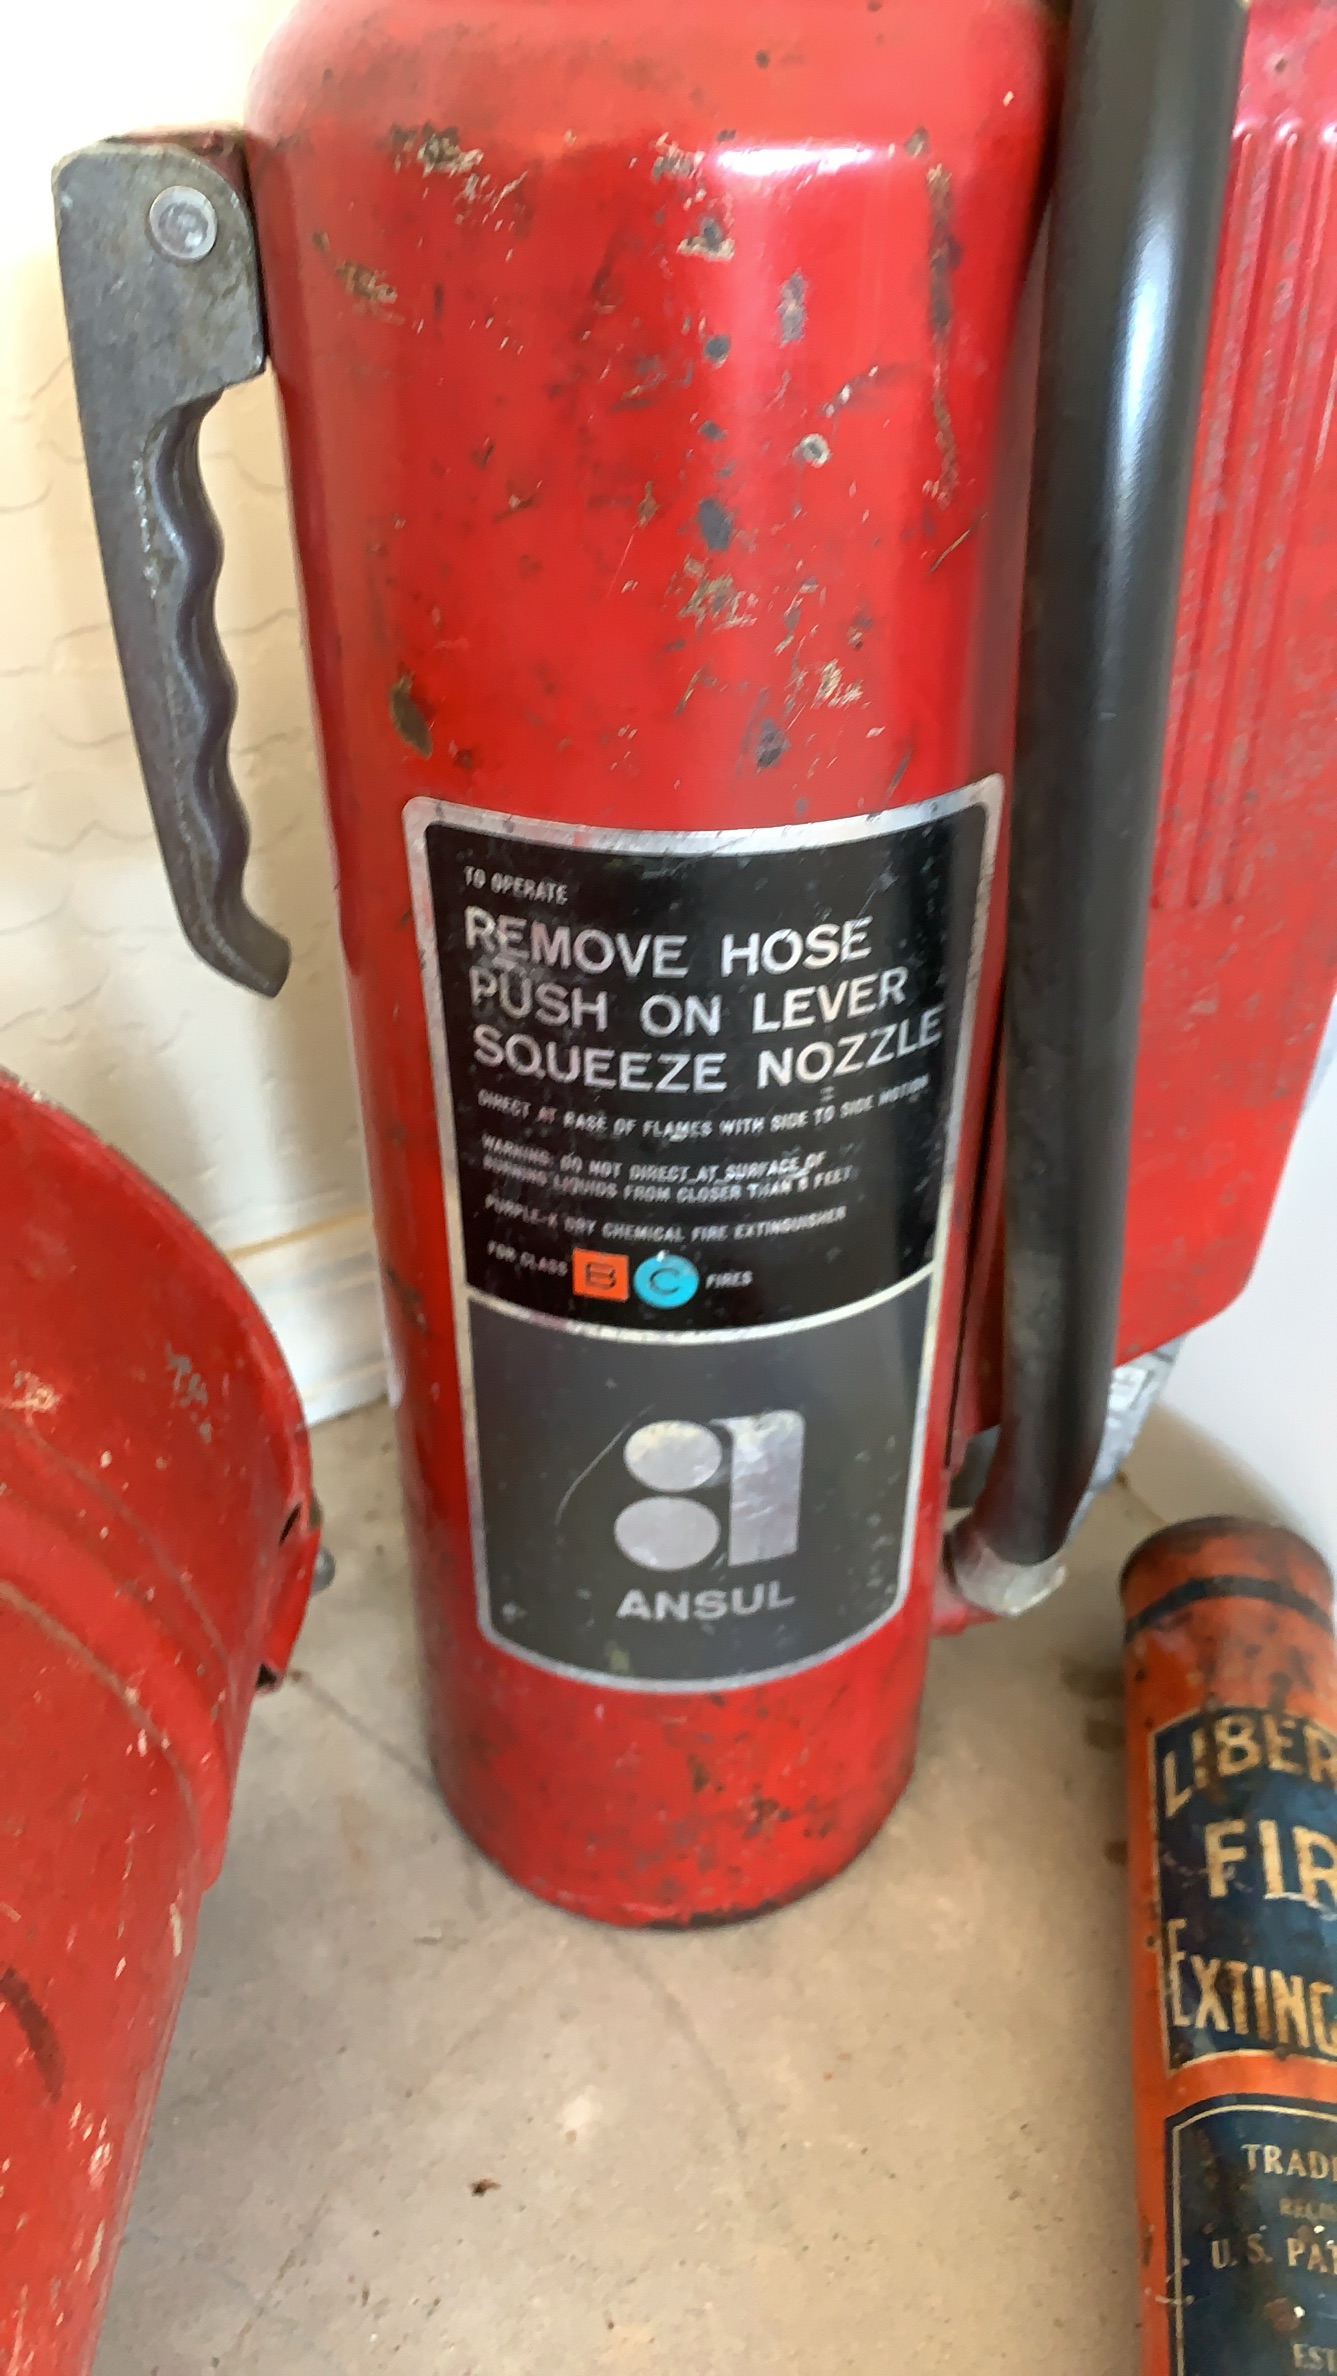 TO OPERATE
REMOVE HOSE
PUSH ON LEVER
SQUEEZE NOZZLE
DIRECT AT BASE OF FLAMES WITH SIDE TO SIDE MOTION
WARNING: DO NOT DIRECT AT SURFACE OF
BURNING LIQUIDS FROM CLOSER THAN FEET
PURPLE-K DRY CHEMICAL FIRE EXTINGUISHER
FOR CLASS B C FIRES
ANSUL
LIBER
FIR
EXTING
TRAD
U.S. PAT
EST